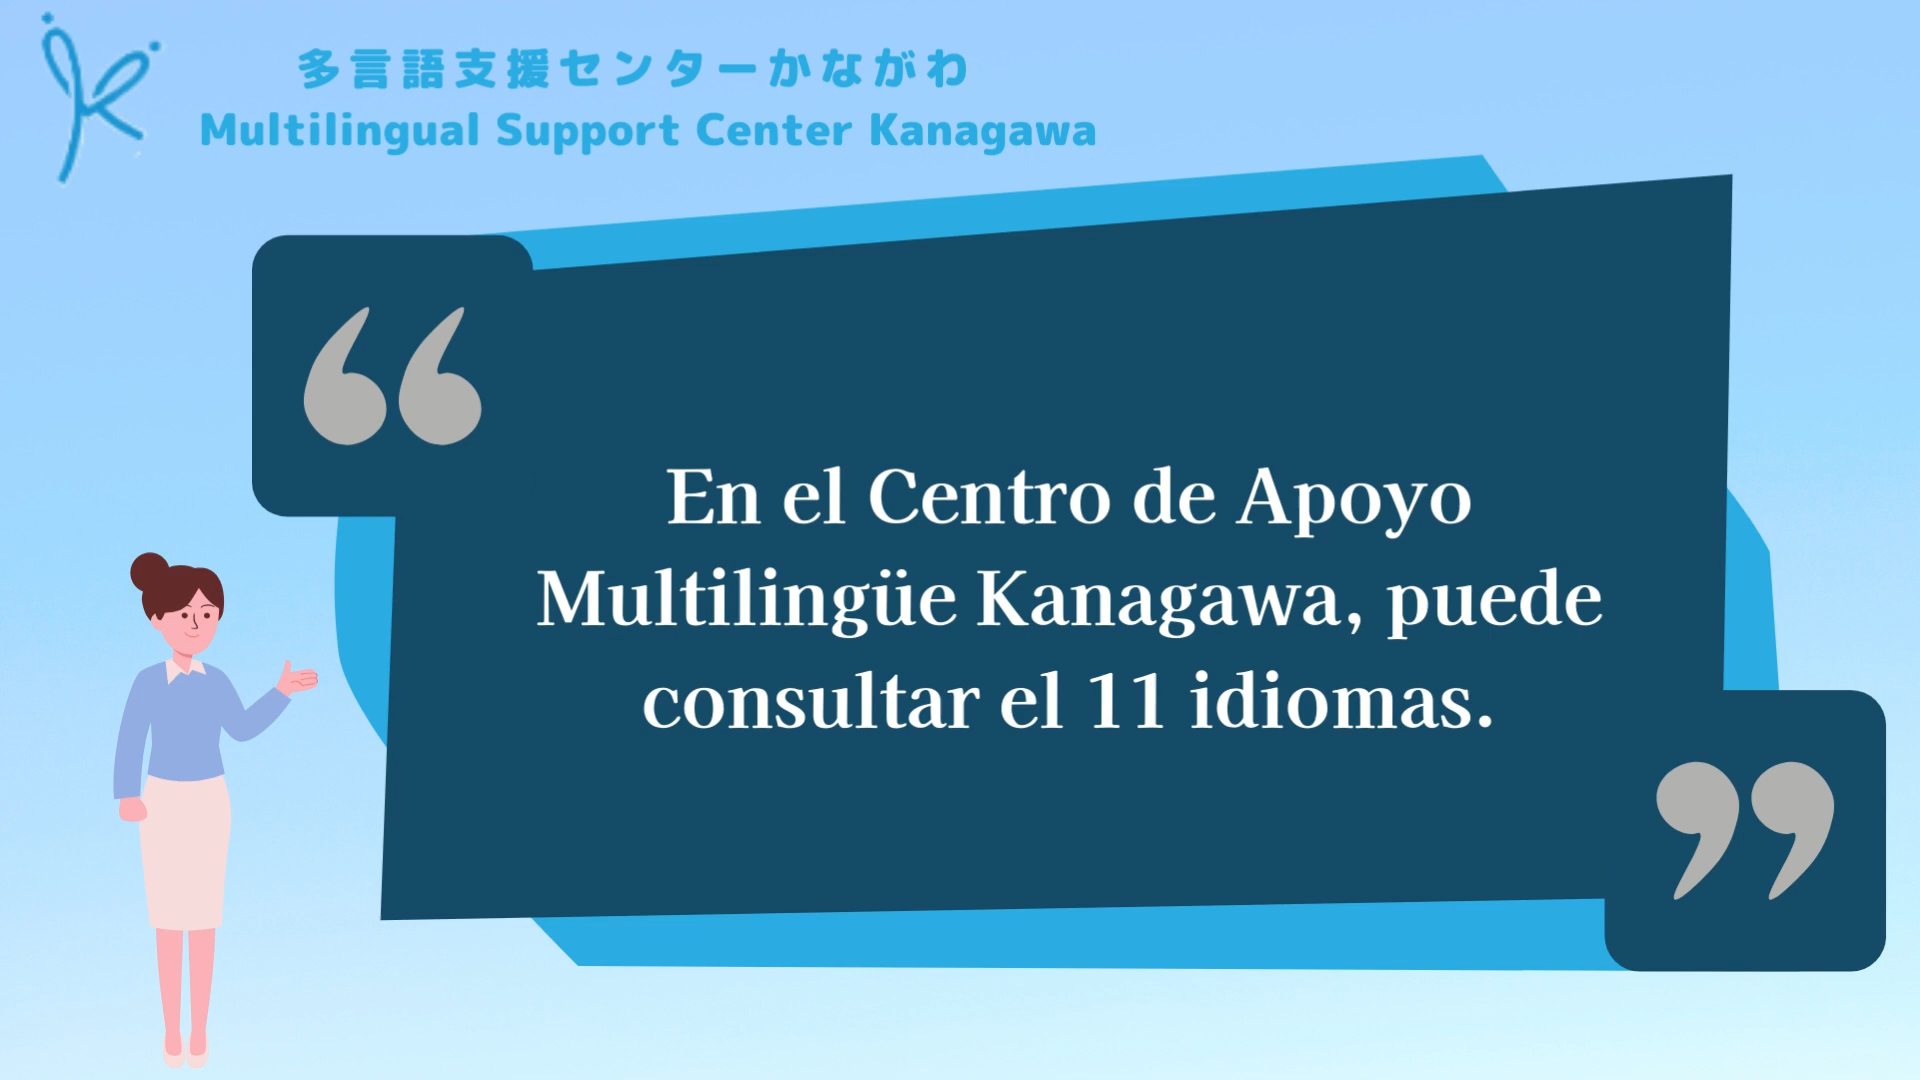 多言語支援センターかながわ
Multilingual Support Center Kanagawa
En el Centro de Apoyo
Multilingüe Kanagawa, puede
consultar el 11 idiomas.